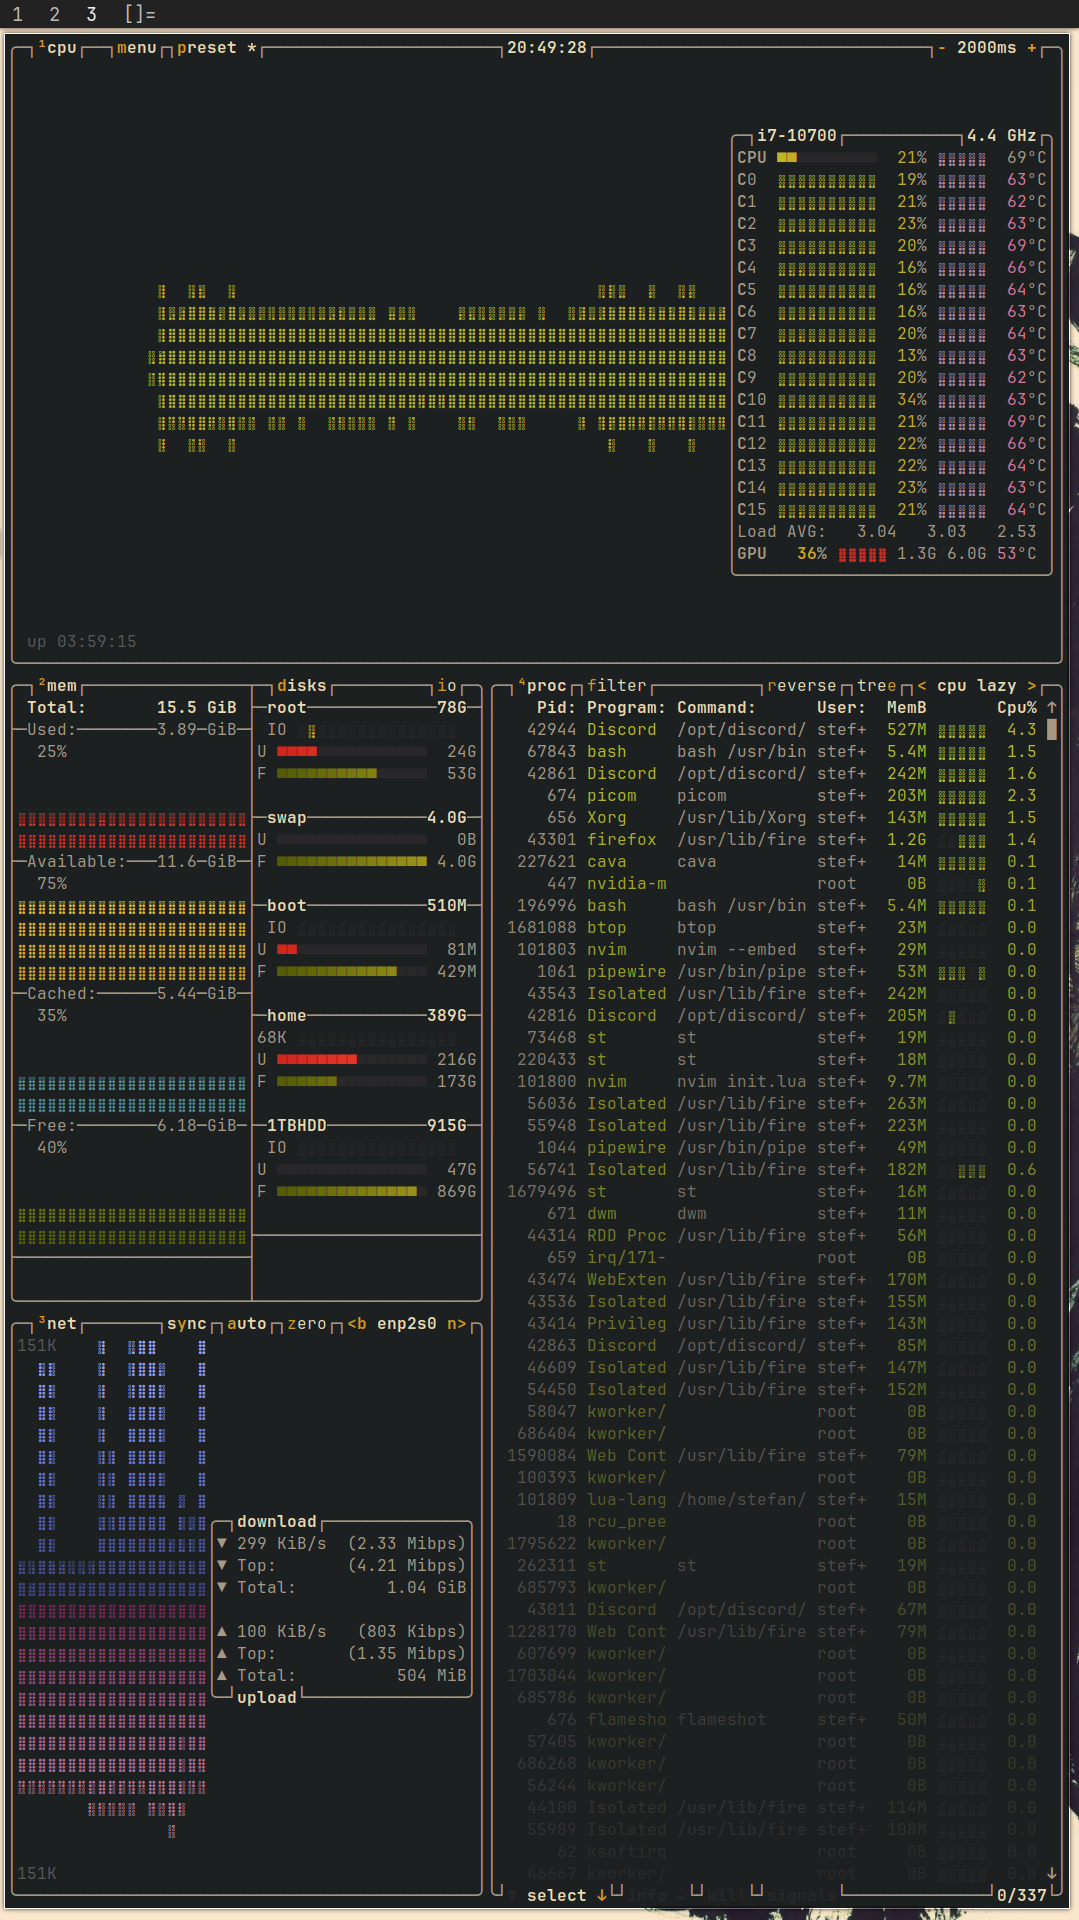 1 2 3 []=
¹cpu menu preset * 20:49:28 - 2000ms +
i7-10700 4.4 GHz
CPU 21% 69°C
C0 19% 63°C
C1 21% 62°C
C2 23% 63°C
C3 20% 69°C
C4 16% 66°C
C5 16% 64°C
C6 16% 63°C
C7 20% 64°C
C8 13% 63°C
C9 20% 62°C
C10 34% 63°C
C11 21% 69°C
C12 22% 66°C
C13 22% 64°C
C14 23% 63°C
C15 21% 64°C
Load AVG: 3.04 3.03 2.53
GPU 36% 1.3G/6.0G 53°C
up 03:59:15
²mem
Total: 15.5 GiB
Used: 3.89 GiB
25%
Available: 11.6 GiB
75%
Cached: 5.44 GiB
35%
Free: 6.18 GiB
40%
disks io
root 78G
IO
U 24G
F 53G
swap 4.0G
U 0B
F 4.0G
boot 510M
IO
U 81M
F 429M
home 389G
68K
U 216G
F 173G
1TBHDD 915G
IO
U 47G
F 869G
³net sync auto zero <b enp2s0 n>
151K
download
▼ 299 KiB/s (2.33 Mibps)
▼ Top: (4.21 Mibps)
▼ Total: 1.04 GiB
▲ 100 KiB/s (803 Kibps)
▲ Top: (1.35 Mibps)
▲ Total: 504 MiB
upload
151K
⁴proc filter reverse tree < cpu lazy >
Pid: Program: Command: User: MemB Cpu% ↑
42944 Discord /opt/discord/ stef+ 527M 4.3
67843 bash bash /usr/bin stef+ 5.4M 1.5
42861 Discord /opt/discord/ stef+ 242M 1.6
674 picom picom stef+ 203M 2.3
656 Xorg /usr/lib/Xorg stef+ 143M 1.5
43301 firefox /usr/lib/fire stef+ 1.2G 1.4
227621 cava cava stef+ 14M 0.1
447 nvidia-m root 0B 0.1
196996 bash bash /usr/bin stef+ 5.4M 0.1
1681088 btop btop stef+ 23M 0.0
101803 nvim nvim --embed stef+ 29M 0.0
1061 pipewire /usr/bin/pipe stef+ 53M 0.0
43543 Isolated /usr/lib/fire stef+ 242M 0.0
42816 Discord /opt/discord/ stef+ 205M 0.0
73468 st st stef+ 19M 0.0
220433 st st stef+ 18M 0.0
101800 nvim nvim init.lua stef+ 9.7M 0.0
56036 Isolated /usr/lib/fire stef+ 263M 0.0
55948 Isolated /usr/lib/fire stef+ 223M 0.0
1044 pipewire /usr/bin/pipe stef+ 49M 0.0
56741 Isolated /usr/lib/fire stef+ 182M 0.6
1679496 st st stef+ 16M 0.0
671 dwm dwm stef+ 11M 0.0
44314 RDD Proc /usr/lib/fire stef+ 56M 0.0
659 irq/171- root 0B 0.0
43474 WebExten /usr/lib/fire stef+ 170M 0.0
43536 Isolated /usr/lib/fire stef+ 155M 0.0
43414 Privileg /usr/lib/fire stef+ 143M 0.0
42863 Discord /opt/discord/ stef+ 85M 0.0
46609 Isolated /usr/lib/fire stef+ 147M 0.0
54450 Isolated /usr/lib/fire stef+ 152M 0.0
58047 kworker/ root 0B 0.0
686404 kworker/ root 0B 0.0
1590084 Web Cont /usr/lib/fire stef+ 79M 0.0
100393 kworker/ root 0B 0.0
101809 lua-lang /home/stefan/ stef+ 15M 0.0
18 rcu_pree root 0B 0.0
1795622 kworker/ root 0B 0.0
262311 st st stef+ 19M 0.0
685793 kworker/ root 0B 0.0
43011 Discord /opt/discord/ stef+ 67M 0.0
1228170 Web Cont /usr/lib/fire stef+ 79M 0.0
607699 kworker/ root 0B 0.0
1703044 kworker/ root 0B 0.0
685786 kworker/ root 0B 0.0
676 flamesho flameshot stef+ 50M 0.0
57405 kworker/ root 0B 0.0
686268 kworker/ root 0B 0.0
56244 kworker/ root 0B 0.0
44100 Isolated /usr/lib/fire stef+ 114M 0.0
55989 Isolated /usr/lib/fire stef+ 108M 0.0
62 ksoftirq root 0B 0.0
46667 kworker/ root 0B 0.0 ↓
↑ select ↓ info ↵ kill signals 0/337